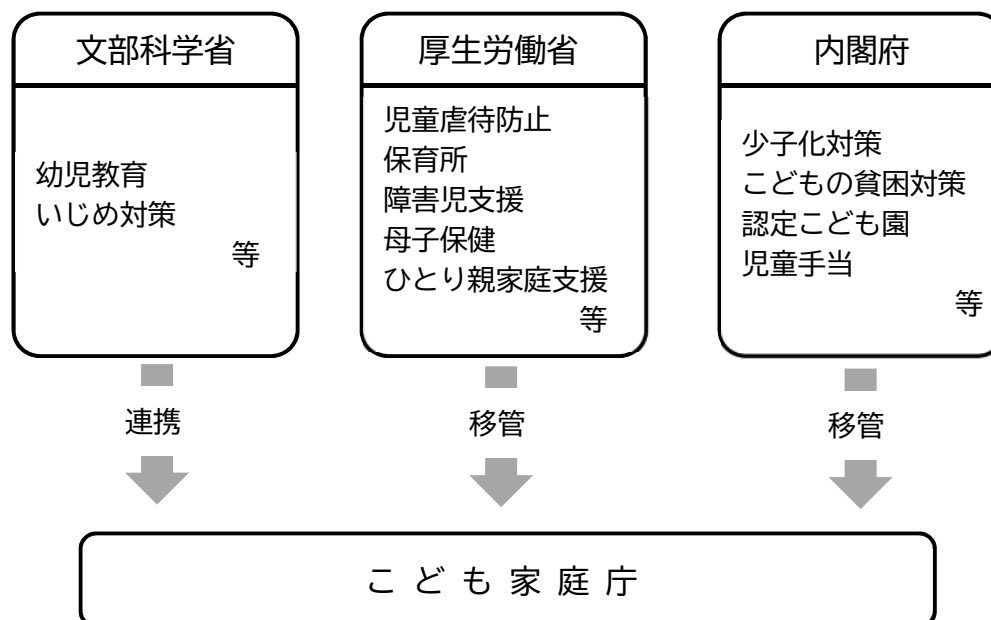 文部科学省
幼児教育
いじめ対策
等
厚生労働省
児童虐待防止
保育所
障害児支援
母子保健
ひとり親家庭支援
等
内閣府
少子化対策
こどもの貧困対策
認定こども園
児童手当
等
連携
移管
移管
こども家庭庁